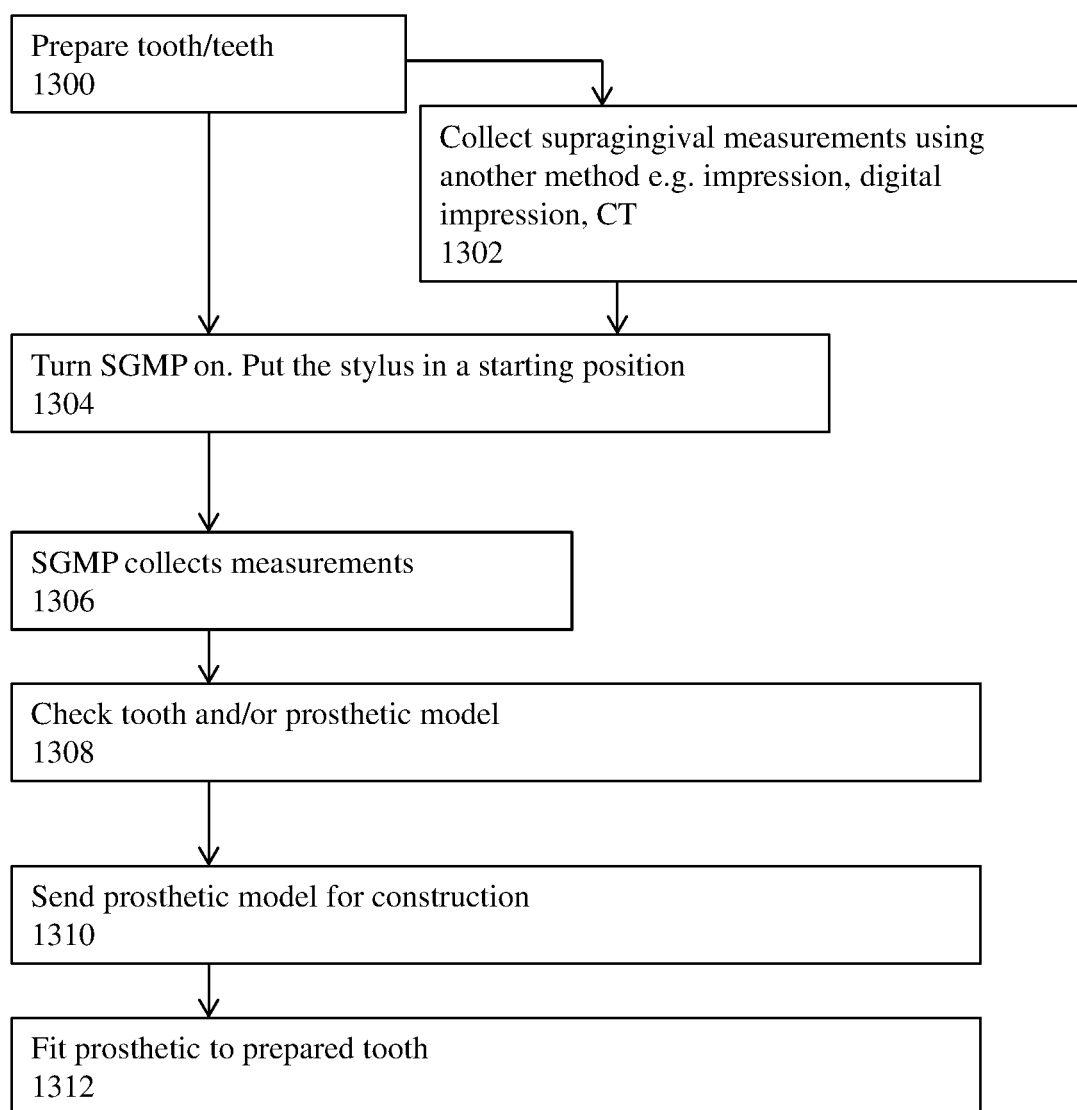 Prepare tooth/teeth
1300
Collect supragingival measurements using
another method e.g. impression, digital
impression, CT
1302
Turn SGMP on. Put the stylus in a starting position
1304
SGMP collects measurements
1306
Check tooth and/or prosthetic model
1308
Send prosthetic model for construction
1310
Fit prosthetic to prepared tooth
1312